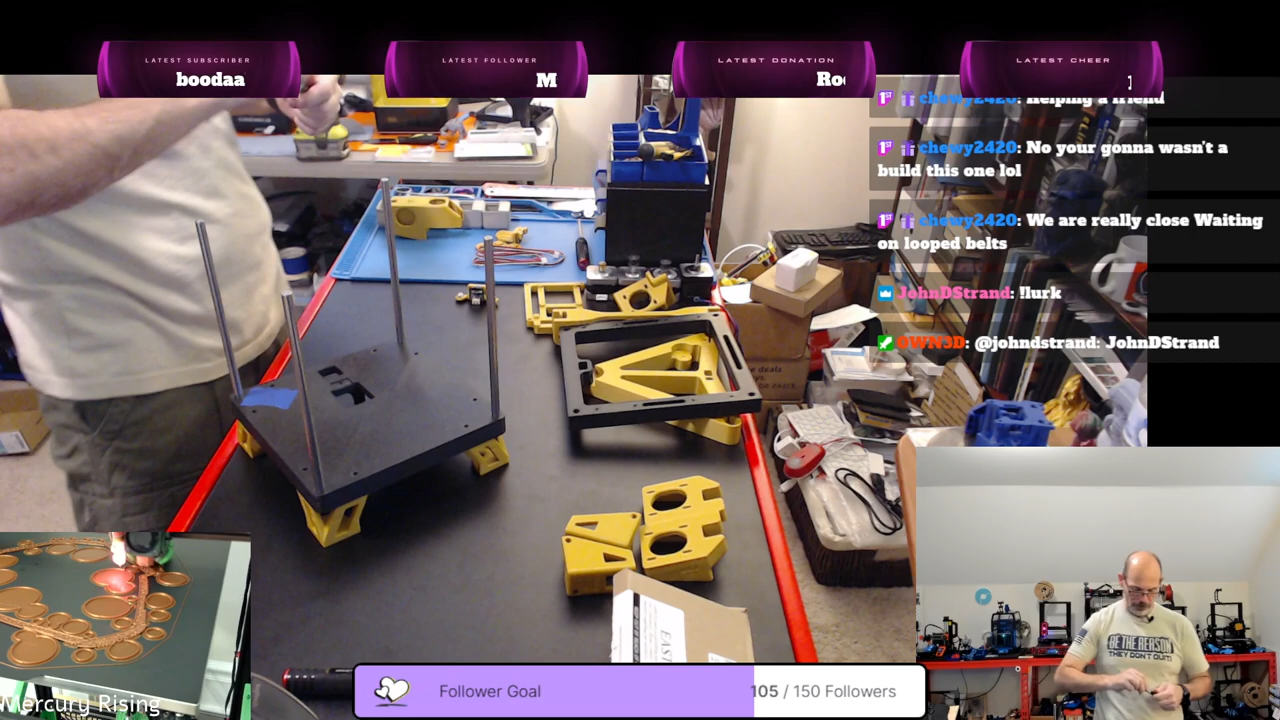 LATEST SUBSCRIBER
boodaa
LATEST FOLLOWER
M
LATEST DONATION
Ro
LATEST CHEER
chewy2420: Helping a friend
chewy2420: No your gonna wasn't a
build this one lol
chewy2420: We are really close Waiting
on looped belts
JohnDStrand: !lurk
OWN3D: @johndstrand: JohnDStrand
BE THE REASON
THEY DON'T QUIT!
Follower Goal
105 / 150 Followers
Mercury Rising